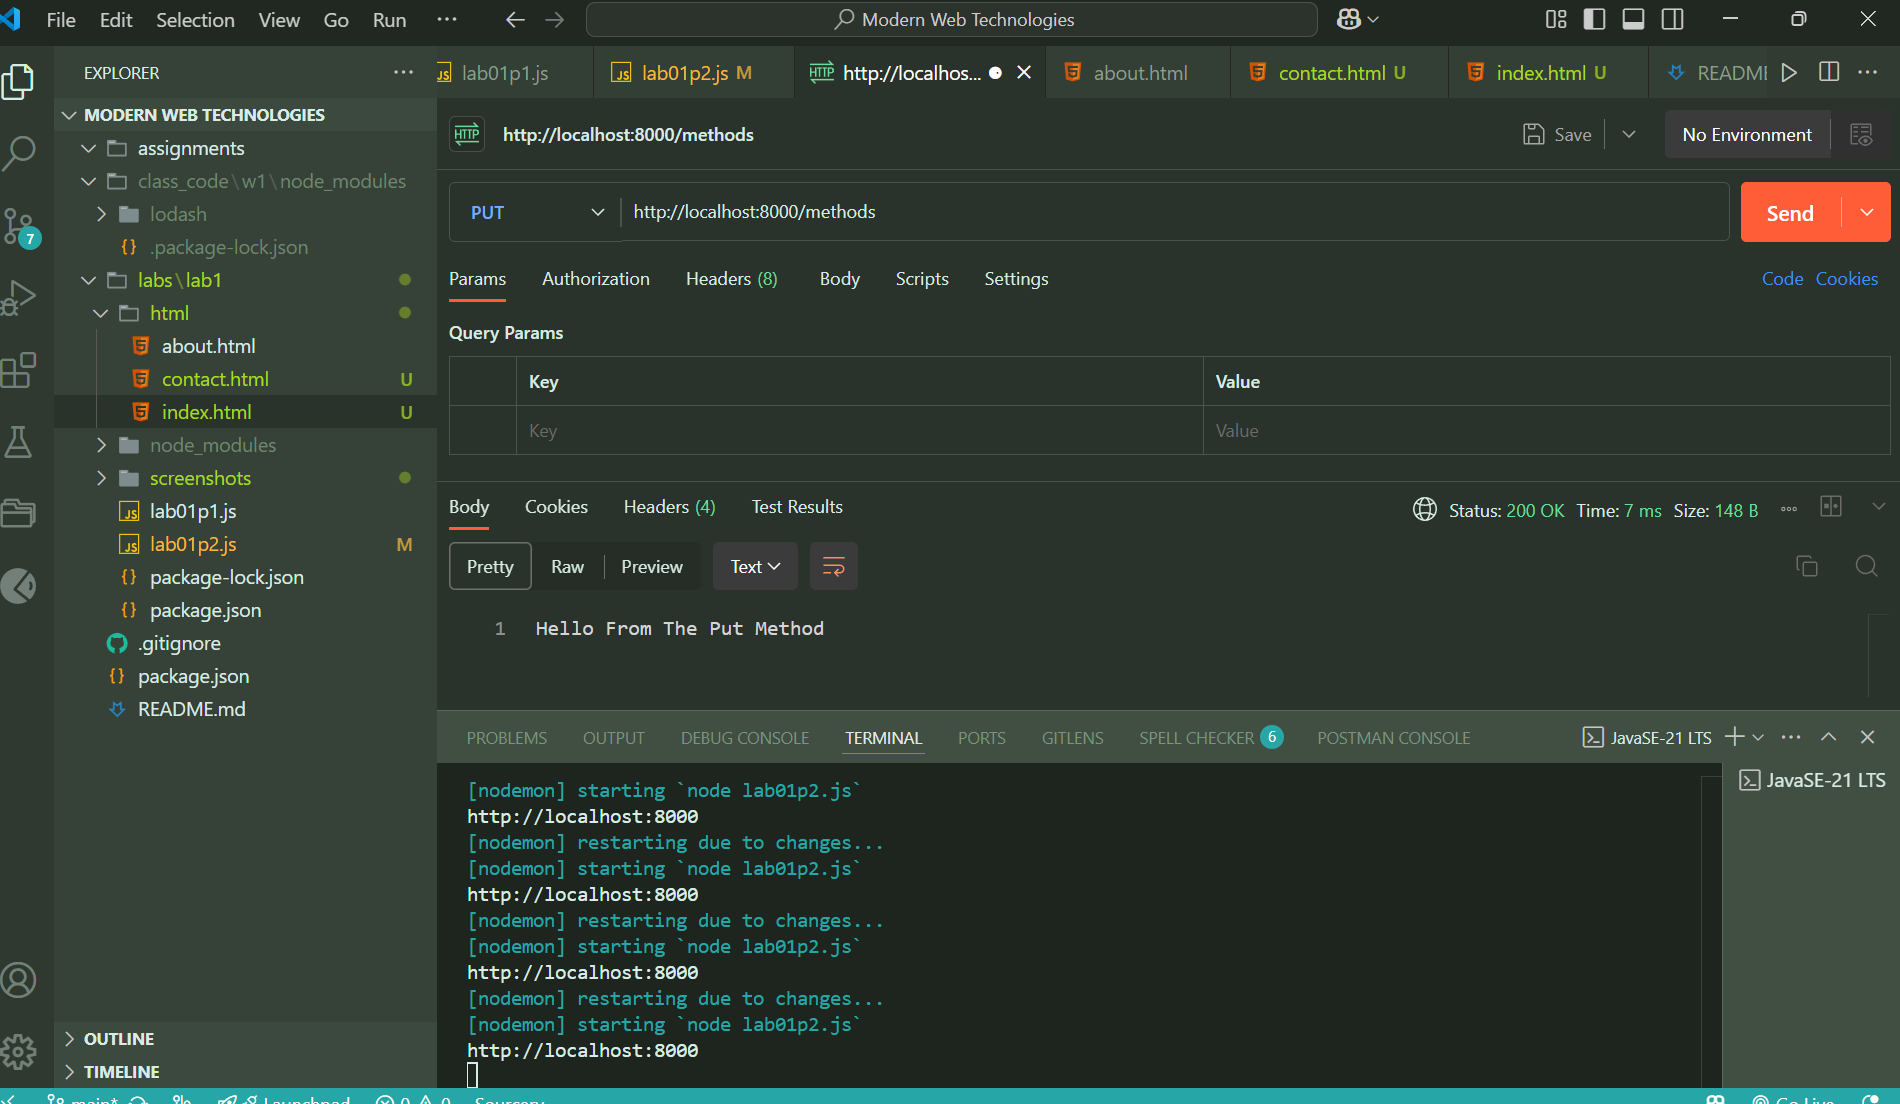 File Edit Selection View Go Run ··· Modern Web Technologies
EXPLORER ···
MODERN WEB TECHNOLOGIES
assignments
class_code\w1\node_modules
lodash
{} .package-lock.json
labs\lab1
html
about.html
contact.html U
index.html U
node_modules
screenshots
JS lab01p1.js
JS lab01p2.js M
{} package-lock.json
{} package.json
.gitignore
{} package.json
README.md
OUTLINE
TIMELINE
7
JS lab01p1.js JS lab01p2.js M HTTP http://localhos... about.html contact.html U index.html U README
HTTP http://localhost:8000/methods Save No Environment
PUT http://localhost:8000/methods Send
Params Authorization Headers (8) Body Scripts Settings Code Cookies
Query Params
Key Value
Key Value
Body Cookies Headers (4) Test Results Status: 200 OK Time: 7 ms Size: 148 B
Pretty Raw Preview Text
1 Hello From The Put Method
PROBLEMS OUTPUT DEBUG CONSOLE TERMINAL PORTS GITLENS SPELL CHECKER 6 POSTMAN CONSOLE JavaSE-21 LTS
JavaSE-21 LTS
[nodemon] starting `node lab01p2.js`
http://localhost:8000
[nodemon] restarting due to changes...
[nodemon] starting `node lab01p2.js`
http://localhost:8000
[nodemon] restarting due to changes...
[nodemon] starting `node lab01p2.js`
http://localhost:8000
[nodemon] restarting due to changes...
[nodemon] starting `node lab01p2.js`
http://localhost:8000
main* Launchpad 0 0 Sourcery Go Live